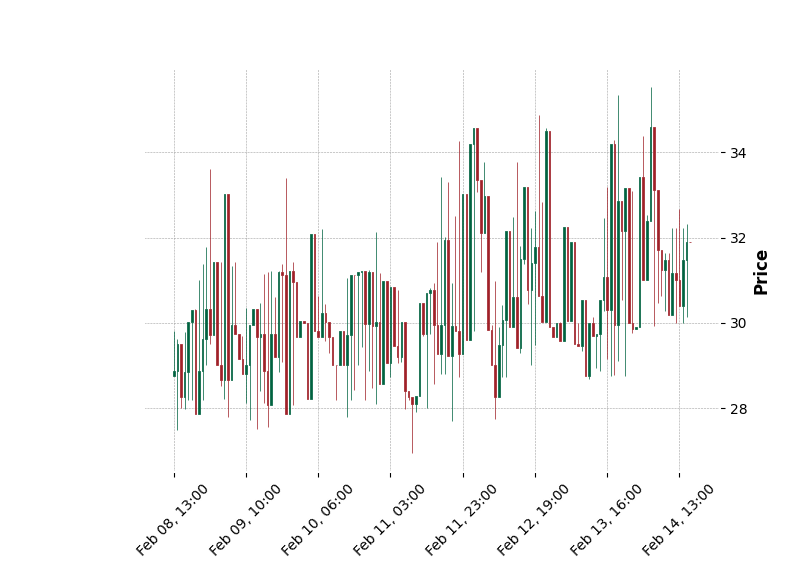 34
32
30
28
Price
Feb 08, 13:00
Feb 09, 10:00
Feb 10, 06:00
Feb 11, 03:00
Feb 11, 23:00
Feb 12, 19:00
Feb 13, 16:00
Feb 14, 13:00